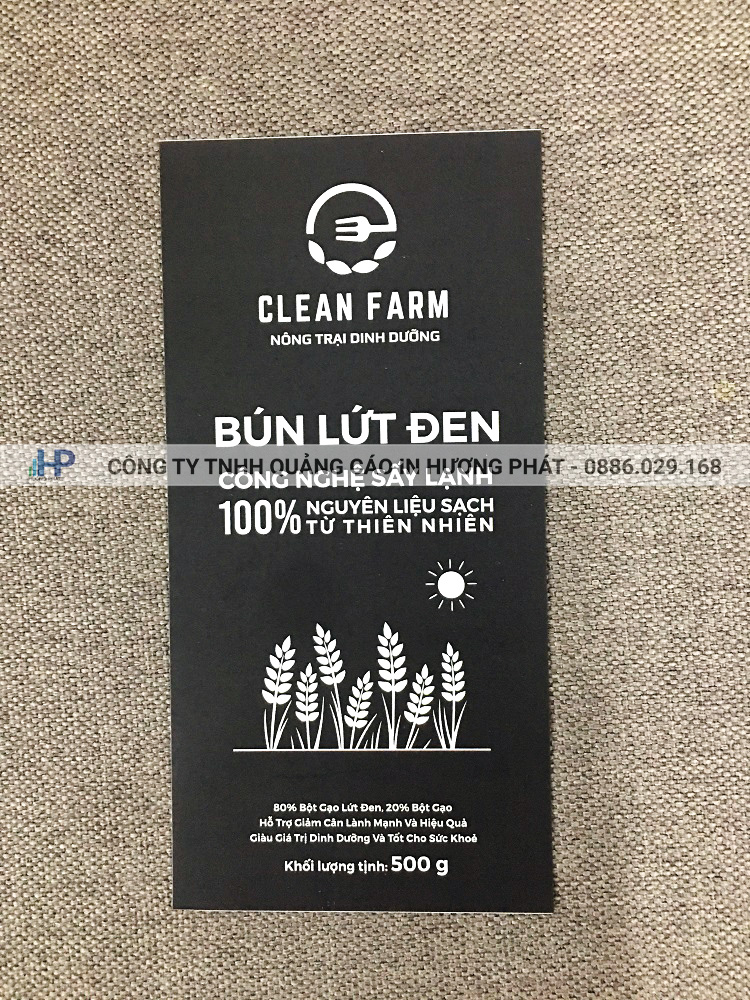 CLEAN FARM
NÔNG TRẠI DINH DƯỠNG
BÚN LỨT ĐEN
HP CÔNG TY TNHH QUẢNG CÁO iN HƯƠNG PHÁT - 0886.029.168
CÔNG NGHỆ SẤY LẠNH
100% NGUYÊN LIỆU SẠCH
TỪ THIÊN NHIÊN
80% Bột Gạo Lứt Đen, 20% Bột Gạo
Hỗ Trợ Giảm Cân Lành Mạnh Và Hiệu Quả
Giàu Giá Trị Dinh Dưỡng Và Tốt Cho Sức Khoẻ
Khối lượng tịnh: 500 g